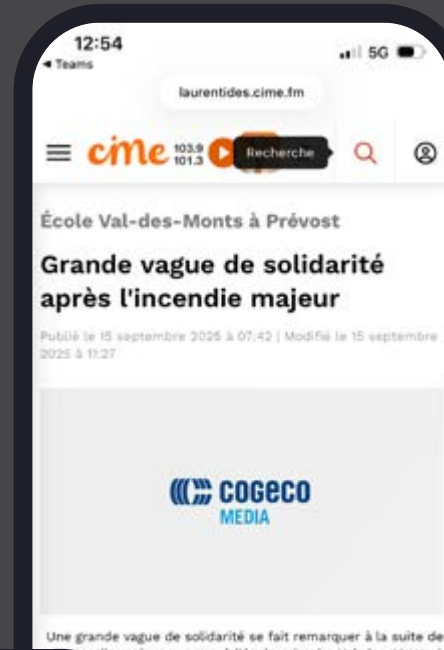 12:54
5G
◄ Teams
laurentides.cime.fm
cime 103.9
101.3
Recherche
École Val-des-Monts à Prévost
Grande vague de solidarité
après l'incendie majeur
Publié le 15 septembre 2025 à 07:42 | Modifié le 15 septembre
2025 à 11:27
COGECO
MEDIA
Une grande vague de solidarité se fait remarquer à la suite de